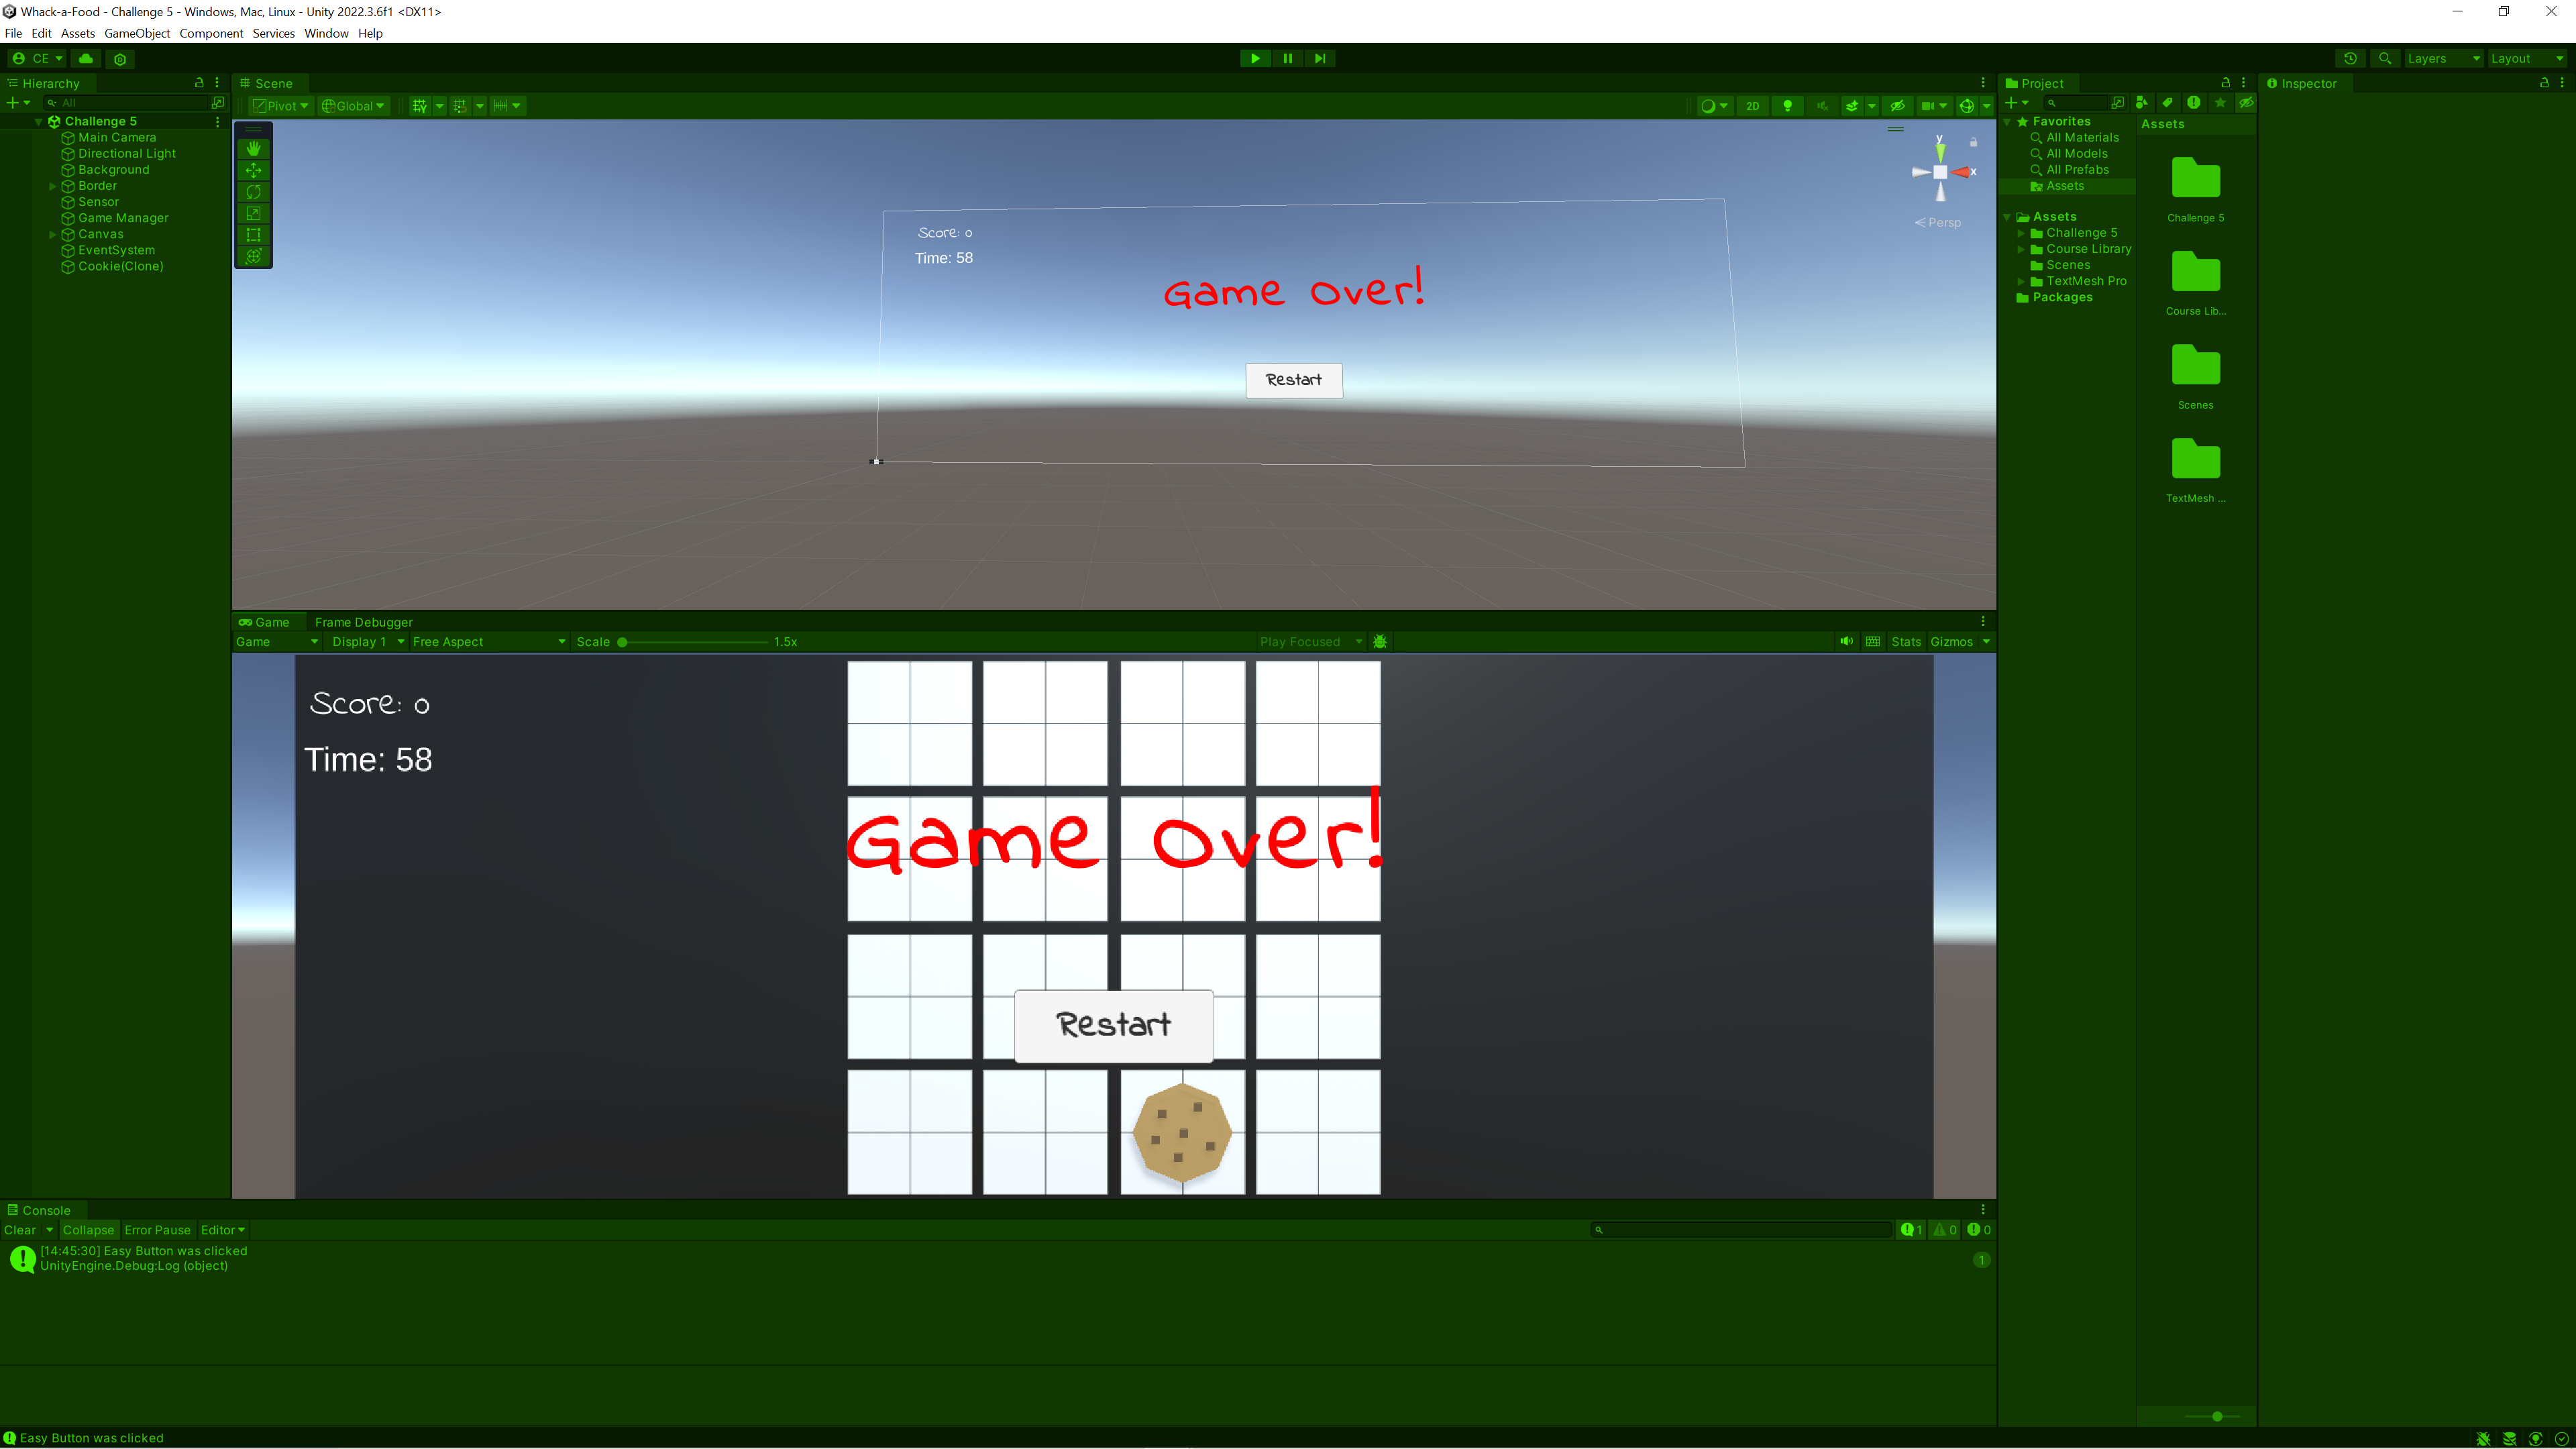 Whack-a-Food - Challenge 5 - Windows, Mac, Linux - Unity 2022.3.6f1 <DX11>
File Edit Assets GameObject Component Services Window Help
CE
Layers
Layout
Hierarchy
All
Challenge 5
Main Camera
Directional Light
Background
Border
Sensor
Game Manager
Canvas
EventSystem
Cookie(Clone)
Scene
Pivot Global
2D
y
x
Persp
Score: 0
Time: 58
Game Over!
Restart
Game Frame Debugger
Game Display 1 Free Aspect Scale 1.5x Play Focused Stats Gizmos
Score: 0
Time: 58
Game Over!
Restart
Console
Clear Collapse Error Pause Editor 1 0 0
[14:45:30] Easy Button was clicked
UnityEngine.Debug:Log (object)
1
Project
Favorites
All Materials
All Models
All Prefabs
Assets
Assets
Challenge 5
Course Library
Scenes
TextMesh Pro
Packages
Assets
Challenge 5
Course Lib...
Scenes
TextMesh ...
Inspector
Easy Button was clicked